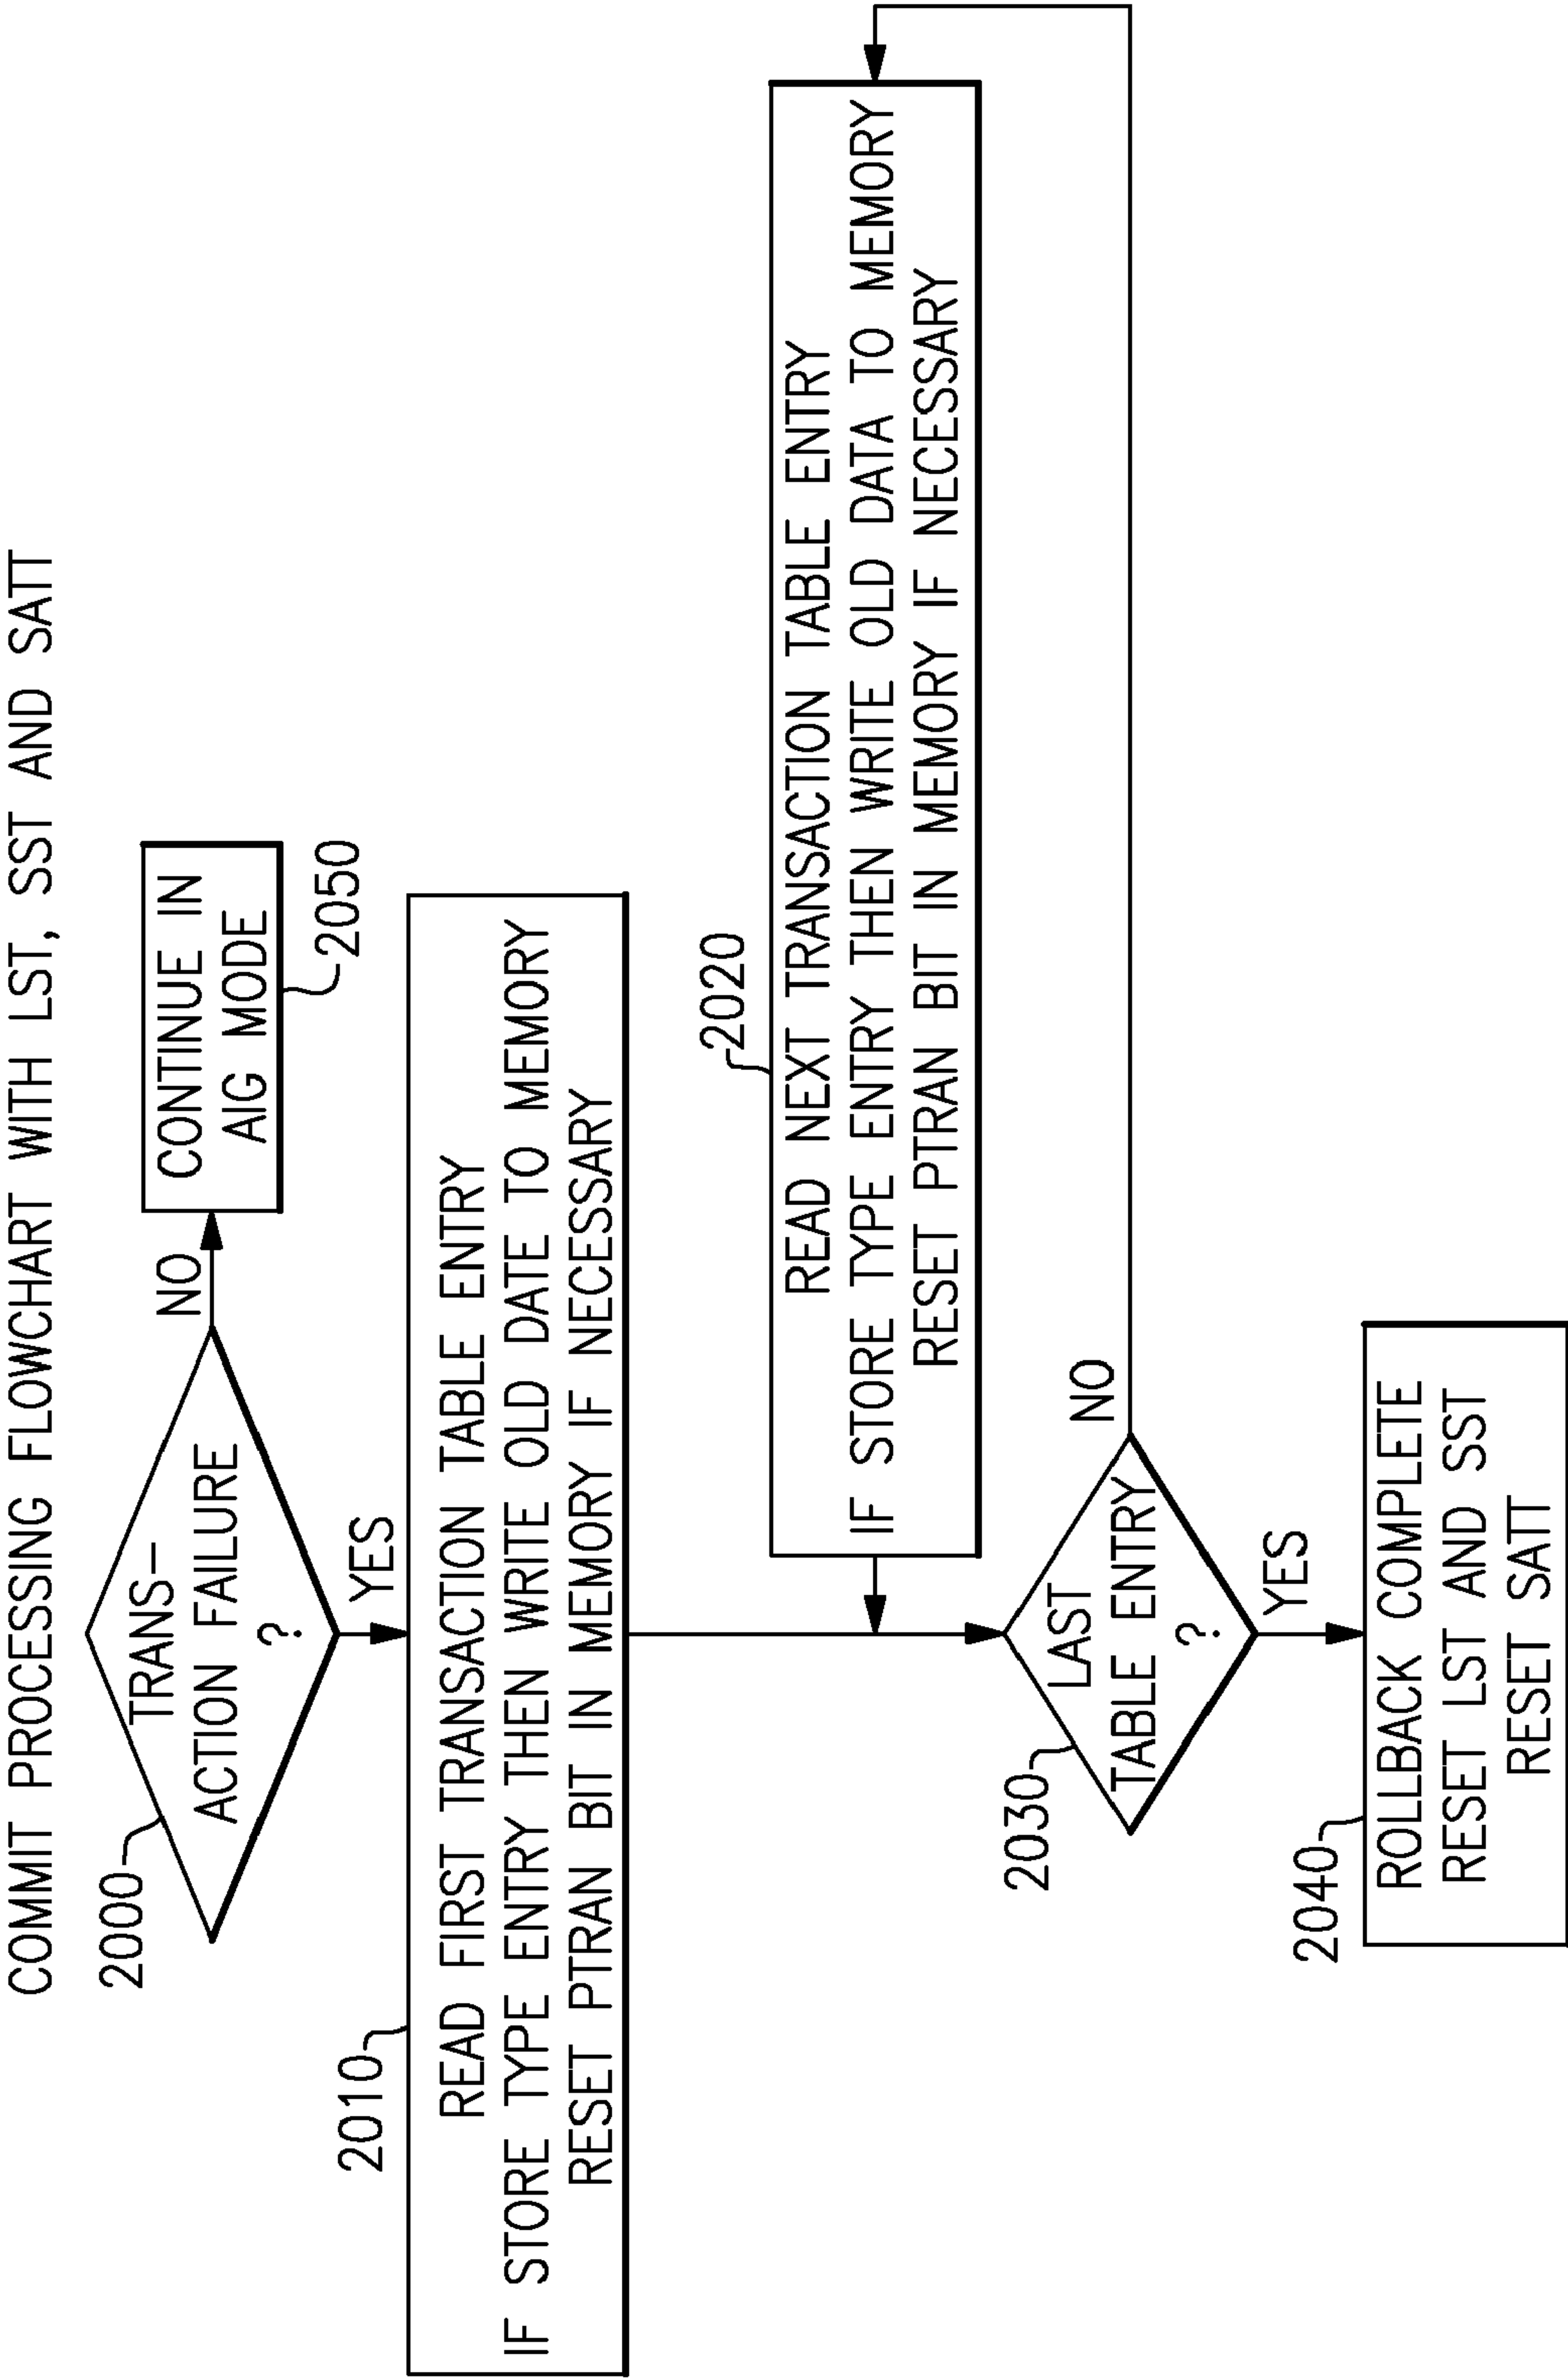 COMMIT PROCESSING FLOWCHART WITH LST, SST AND SATT
2000
TRANS-
ACTION FAILURE
?
NO
CONTINUE IN
AIG MODE
2050
YES
2010
READ FIRST TRANSACTION TABLE ENTRY
IF STORE TYPE ENTRY THEN WRITE OLD DATE TO MEMORY
RESET PTRAN BIT IN MEMORY IF NECESSARY
2020
READ NEXT TRANSACTION TABLE ENTRY
IF STORE TYPE ENTRY THEN WRITE OLD DATA TO MEMORY
RESET PTRAN BIT IN MEMORY IF NECESSARY
2030
LAST
TABLE ENTRY
?
NO
YES
2040
ROLLBACK COMPLETE
RESET LST AND SST
RESET SATT